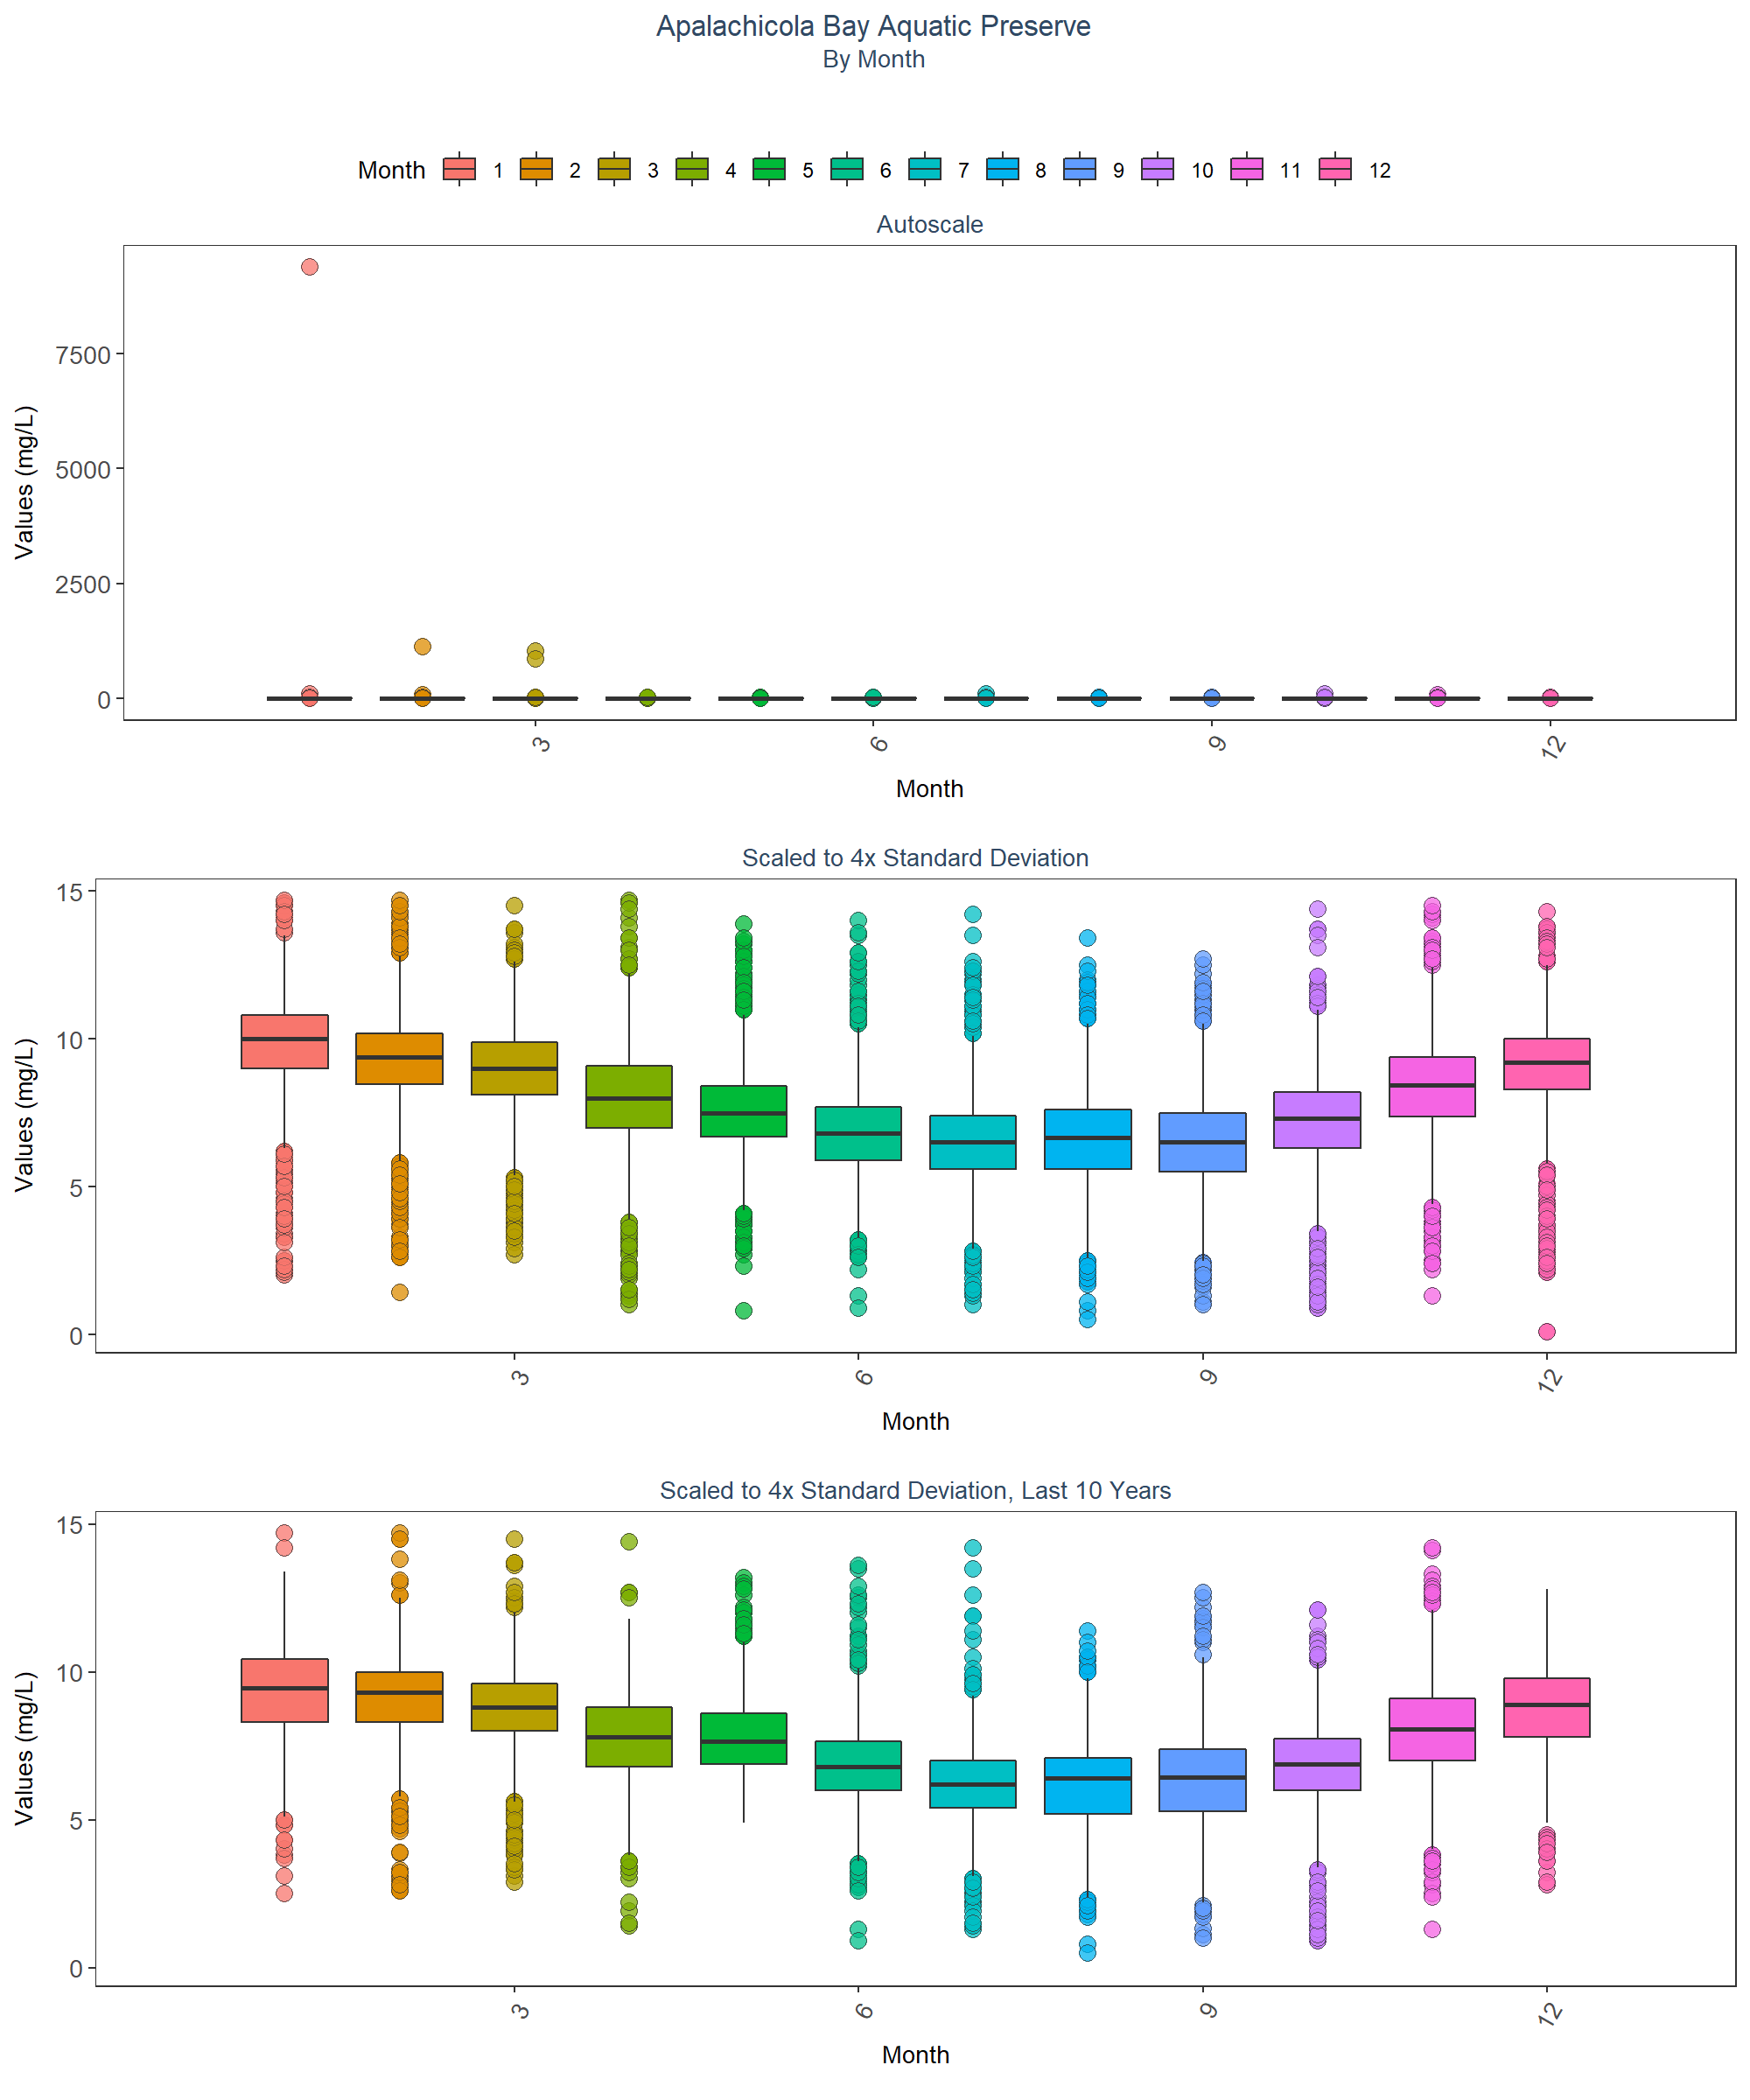 Apalachicola Bay Aquatic Preserve
By Month
Month 1 2 3 4 5 6 7 8 9 10 11 12
Autoscale
Values (mg/L)
7500
5000
2500
0
3 6 9 12
Month
Scaled to 4x Standard Deviation
Values (mg/L)
15
10
5
0
3 6 9 12
Month
Scaled to 4x Standard Deviation, Last 10 Years
Values (mg/L)
15
10
5
0
3 6 9 12
Month